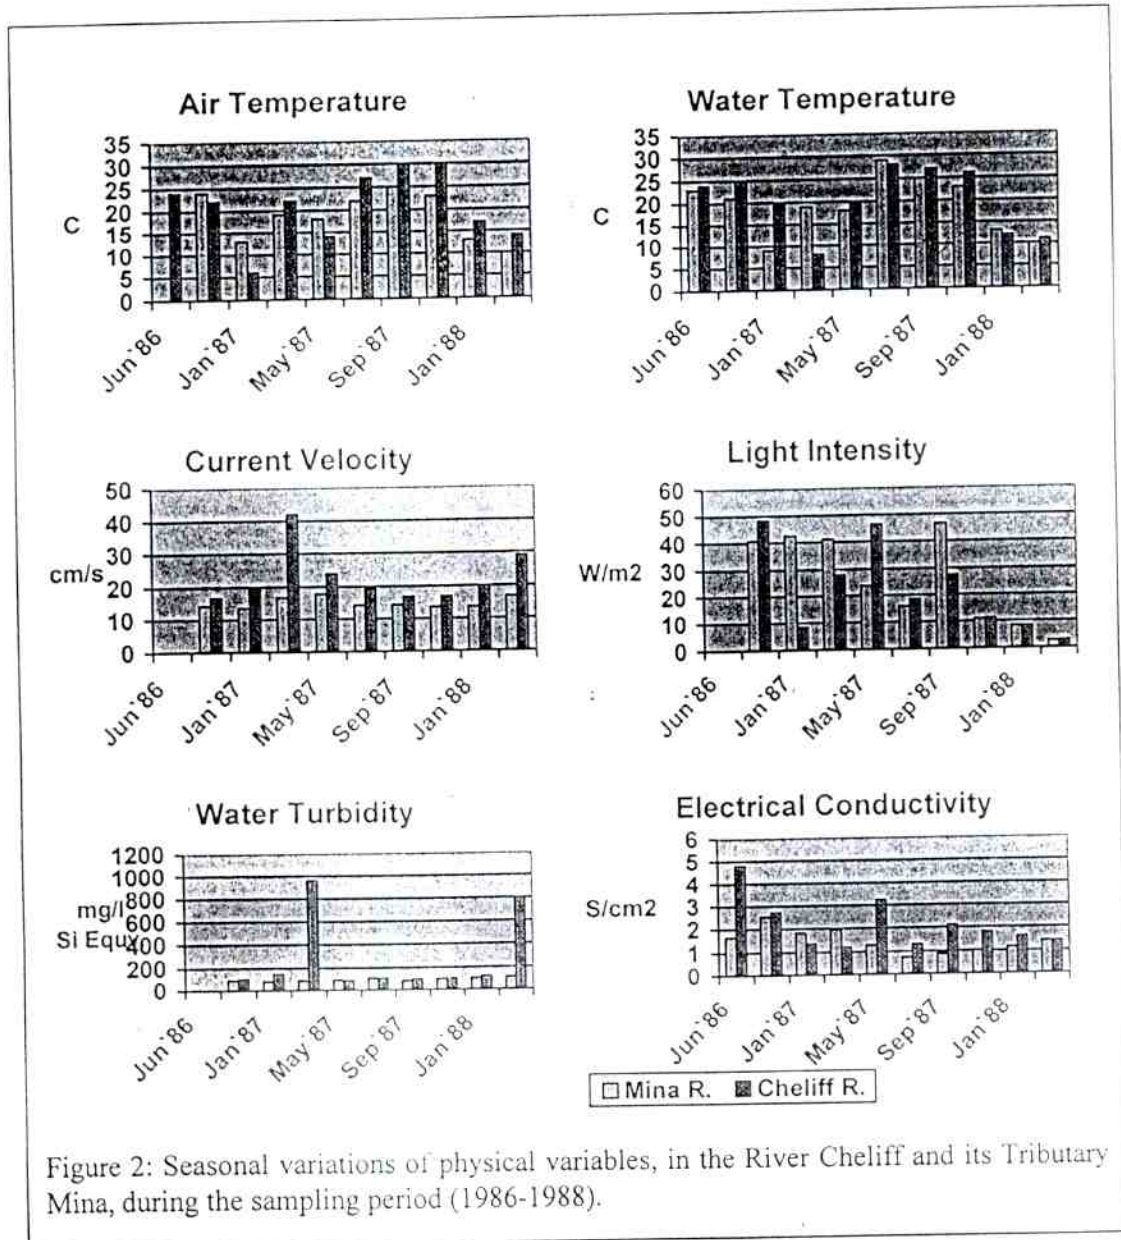 Air Temperature
C
35
30
25
20
15
10
5
0
Jun`86
Jan`87
May`87
Sep`87
Jan`88
Water Temperature
C
35
30
25
20
15
10
5
0
Jun`86
Jan`87
May`87
Sep`87
Jan`88
Current Velocity
cm/s
50
40
30
20
10
0
Jun`86
Jan`87
May`87
Sep`87
Jan`88
Light Intensity
W/m2
60
50
40
30
20
10
0
Jun`86
Jan`87
May`87
Sep`87
Jan`88
Water Turbidity
mg/l
Si Equv
1200
1000
800
600
400
200
0
Jun`86
Jan`87
May`87
Sep`87
Jan`88
Electrical Conductivity
S/cm2
6
5
4
3
2
1
0
Jun`86
Jan`87
May`87
Sep`87
Jan`88
Mina R. Cheliff R.
Figure 2: Seasonal variations of physical variables, in the River Cheliff and its Tributary
Mina, during the sampling period (1986-1988).